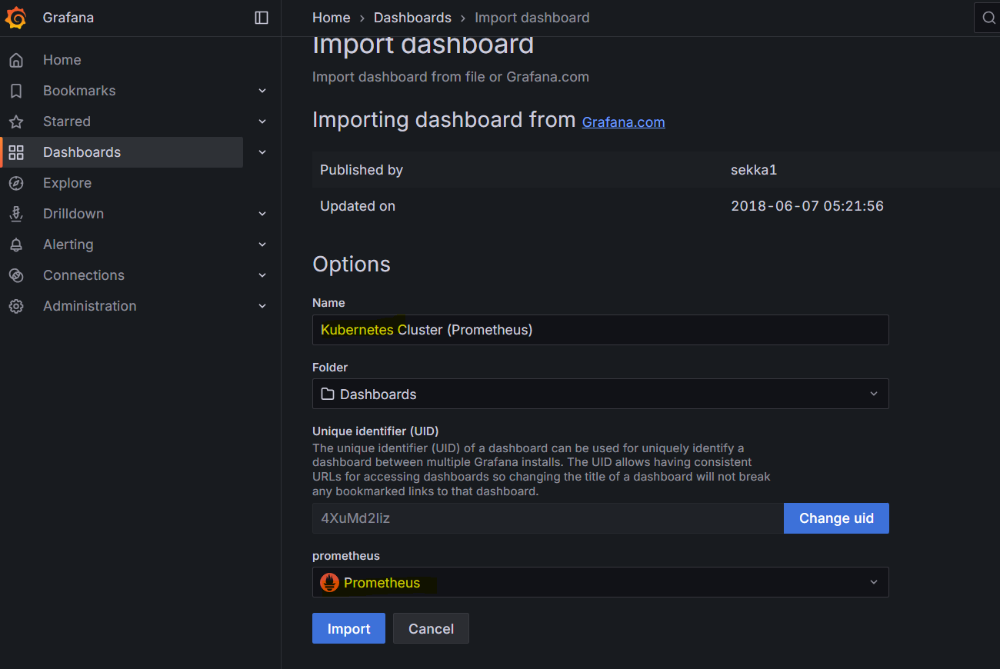 Grafana
Home
Bookmarks
Starred
Dashboards
Explore
Drilldown
Alerting
Connections
Administration
Home › Dashboards › Import dashboard
Import dashboard
Import dashboard from file or Grafana.com
Importing dashboard from Grafana.com
Published by sekka1
Updated on 2018-06-07 05:21:56
Options
Name
Kubernetes Cluster (Prometheus)
Folder
Dashboards
Unique identifier (UID)
The unique identifier (UID) of a dashboard can be used for uniquely identify a
dashboard between multiple Grafana installs. The UID allows having consistent
URLs for accessing dashboards so changing the title of a dashboard will not break
any bookmarked links to that dashboard.
4XuMd2Iiz Change uid
prometheus
Prometheus
Import Cancel